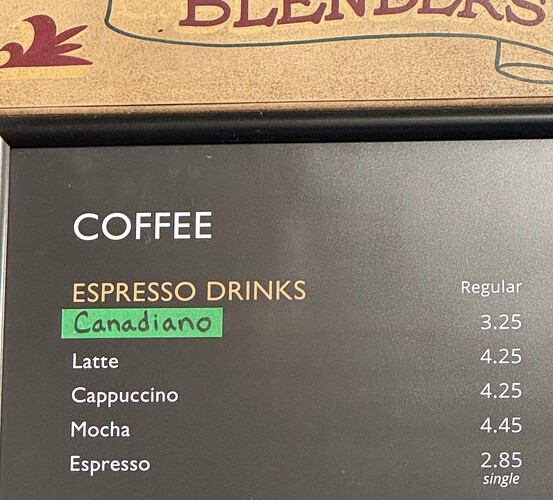 BLENDERS
COFFEE
ESPRESSO DRINKS Regular
Canadiano 3.25
Latte 4.25
Cappuccino 4.25
Mocha 4.45
Espresso 2.85
single